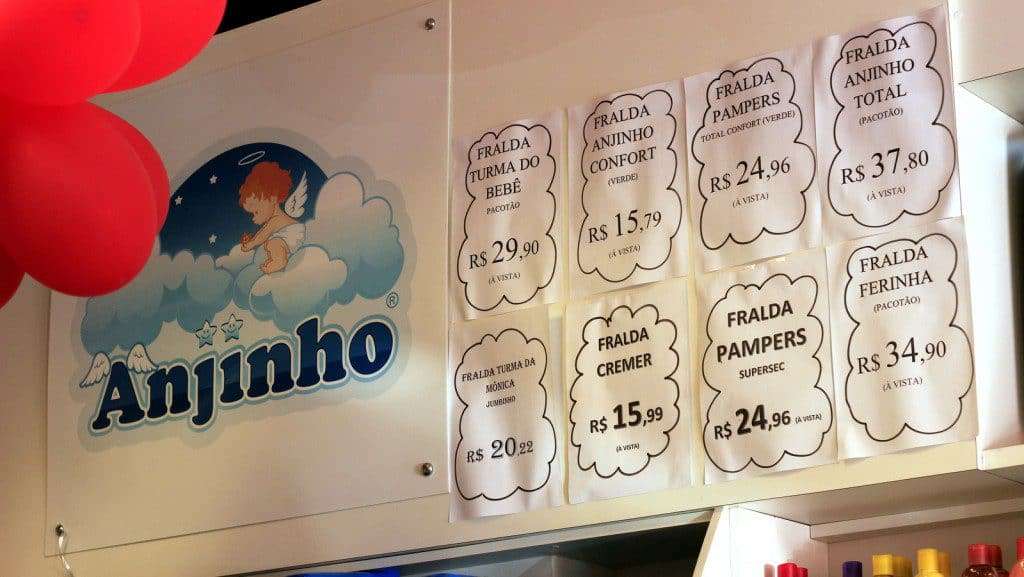 Anjinho
®
FRALDA
TURMA DO
BEBÊ
PACOTÃO
R$ 29,90
(À VISTA)
FRALDA
ANJINHO
CONFORT
(VERDE)
R$ 15,79
(À VISTA)
FRALDA
PAMPERS
TOTAL CONFORT (VERDE)
R$ 24,96
(À VISTA)
FRALDA
ANJINHO
TOTAL
(PACOTÃO)
R$ 37,80
(À VISTA)
FRALDA TURMA DA
MÔNICA
JUMBINHO
R$ 20,22
FRALDA
CREMER
R$ 15,99
(À VISTA)
FRALDA
PAMPERS
SUPERSEC
R$ 24,96 (À VISTA)
FRALDA
FERINHA
(PACOTÃO)
R$ 34,90
(À VISTA)